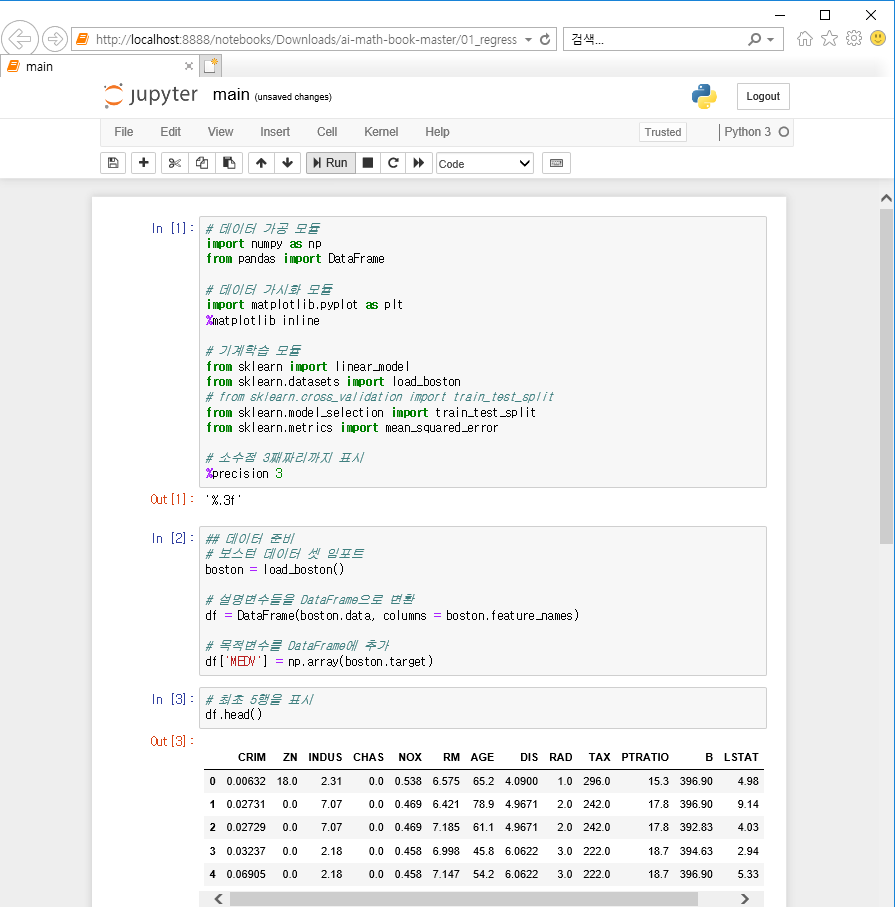 http://localhost:8888/notebooks/Downloads/ai-math-book-master/01_regress
검색...
main
jupyter main (unsaved changes)
Logout
File Edit View Insert Cell Kernel Help
Trusted
Python 3
Run
Code
In [1]:
# 데이터 가공 모듈
import numpy as np
from pandas import DataFrame
# 데이터 가시화 모듈
import matplotlib.pyplot as plt
%matplotlib inline
# 기계학습 모듈
from sklearn import linear_model
from sklearn.datasets import load_boston
# from sklearn.cross_validation import train_test_split
from sklearn.model_selection import train_test_split
from sklearn.metrics import mean_squared_error
# 소수점 3째짜리까지 표시
%precision 3
Out[1]: '%.3f'
In [2]:
## 데이터 준비
# 보스턴 데이터 셋 임포트
boston = load_boston()
# 설명변수들을 DataFrame으로 변환
df = DataFrame(boston.data, columns = boston.feature_names)
# 목적변수를 DataFrame에 추가
df['MEDV'] = np.array(boston.target)
In [3]:
# 최초 5행을 표시
df.head()
Out[3]:
CRIM ZN INDUS CHAS NOX RM AGE DIS RAD TAX PTRATIO B LSTAT
0 0.00632 18.0 2.31 0.0 0.538 6.575 65.2 4.0900 1.0 296.0 15.3 396.90 4.98
1 0.02731 0.0 7.07 0.0 0.469 6.421 78.9 4.9671 2.0 242.0 17.8 396.90 9.14
2 0.02729 0.0 7.07 0.0 0.469 7.185 61.1 4.9671 2.0 242.0 17.8 392.83 4.03
3 0.03237 0.0 2.18 0.0 0.458 6.998 45.8 6.0622 3.0 222.0 18.7 394.63 2.94
4 0.06905 0.0 2.18 0.0 0.458 7.147 54.2 6.0622 3.0 222.0 18.7 396.90 5.33